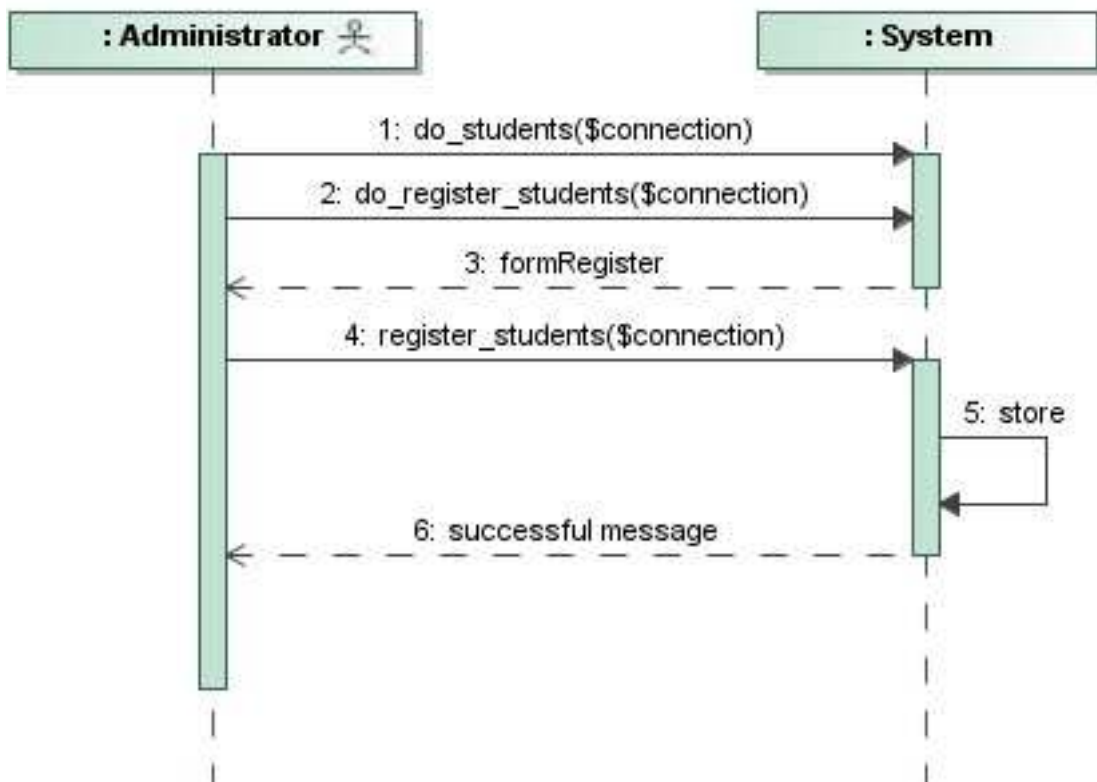 : Administrator
: System
1: do_students($connection)
2: do_register_students($connection)
3: formRegister
4: register_students($connection)
5: store
6: successful message